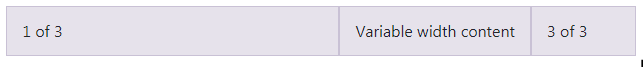 1 of 3 Variable width content 3 of 3